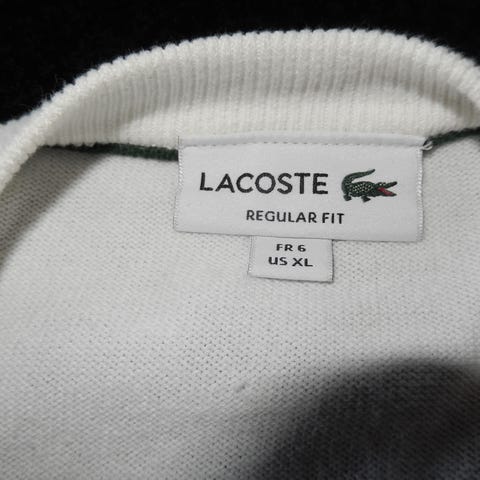 LACOSTE
REGULAR FIT
FR 6
US XL